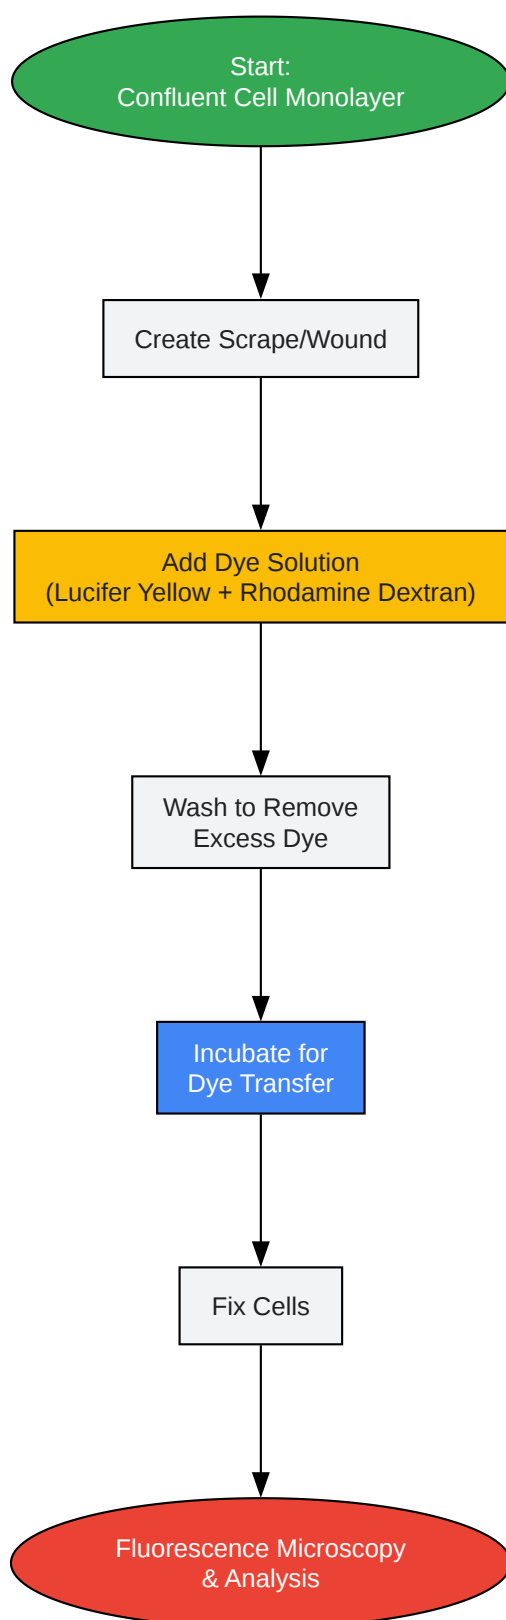 Start:
Confluent Cell Monolayer
Create Scrape/Wound
Add Dye Solution
(Lucifer Yellow + Rhodamine Dextran)
Wash to Remove
Excess Dye
Incubate for
Dye Transfer
Fix Cells
Fluorescence Microscopy
& Analysis